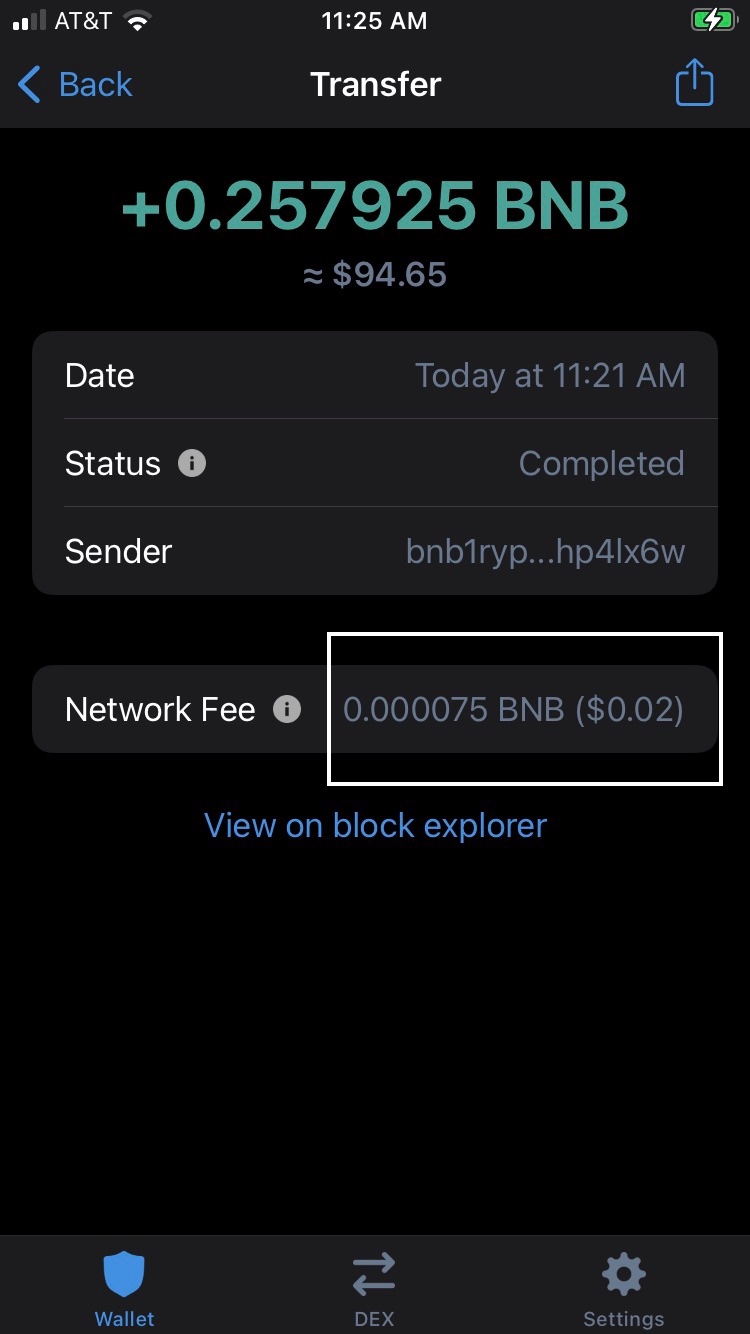 AT&T 11:25 AM
Back Transfer
+0.257925 BNB
≈ $94.65
Date Today at 11:21 AM
Status Completed
Sender bnb1ryp...hp4lx6w
Network Fee 0.000075 BNB ($0.02)
View on block explorer
Wallet DEX Settings